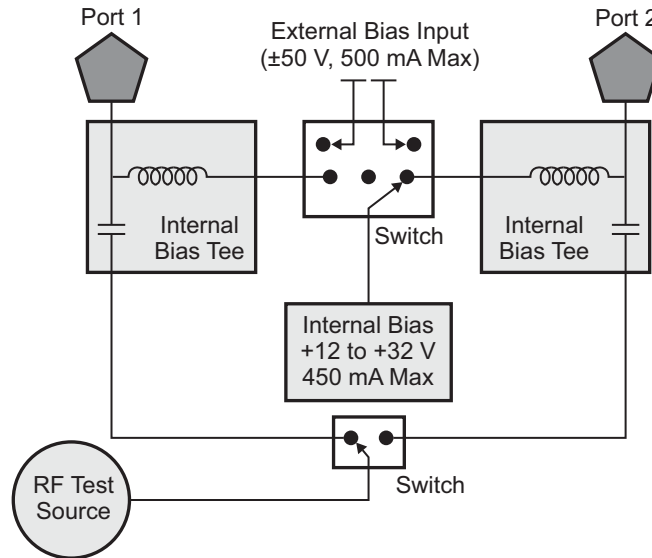 Port 1
External Bias Input
(±50 V, 500 mA Max)
Port 2
Internal
Bias Tee
Switch
Internal
Bias Tee
Internal Bias
+12 to +32 V
450 mA Max
RF Test
Source
Switch